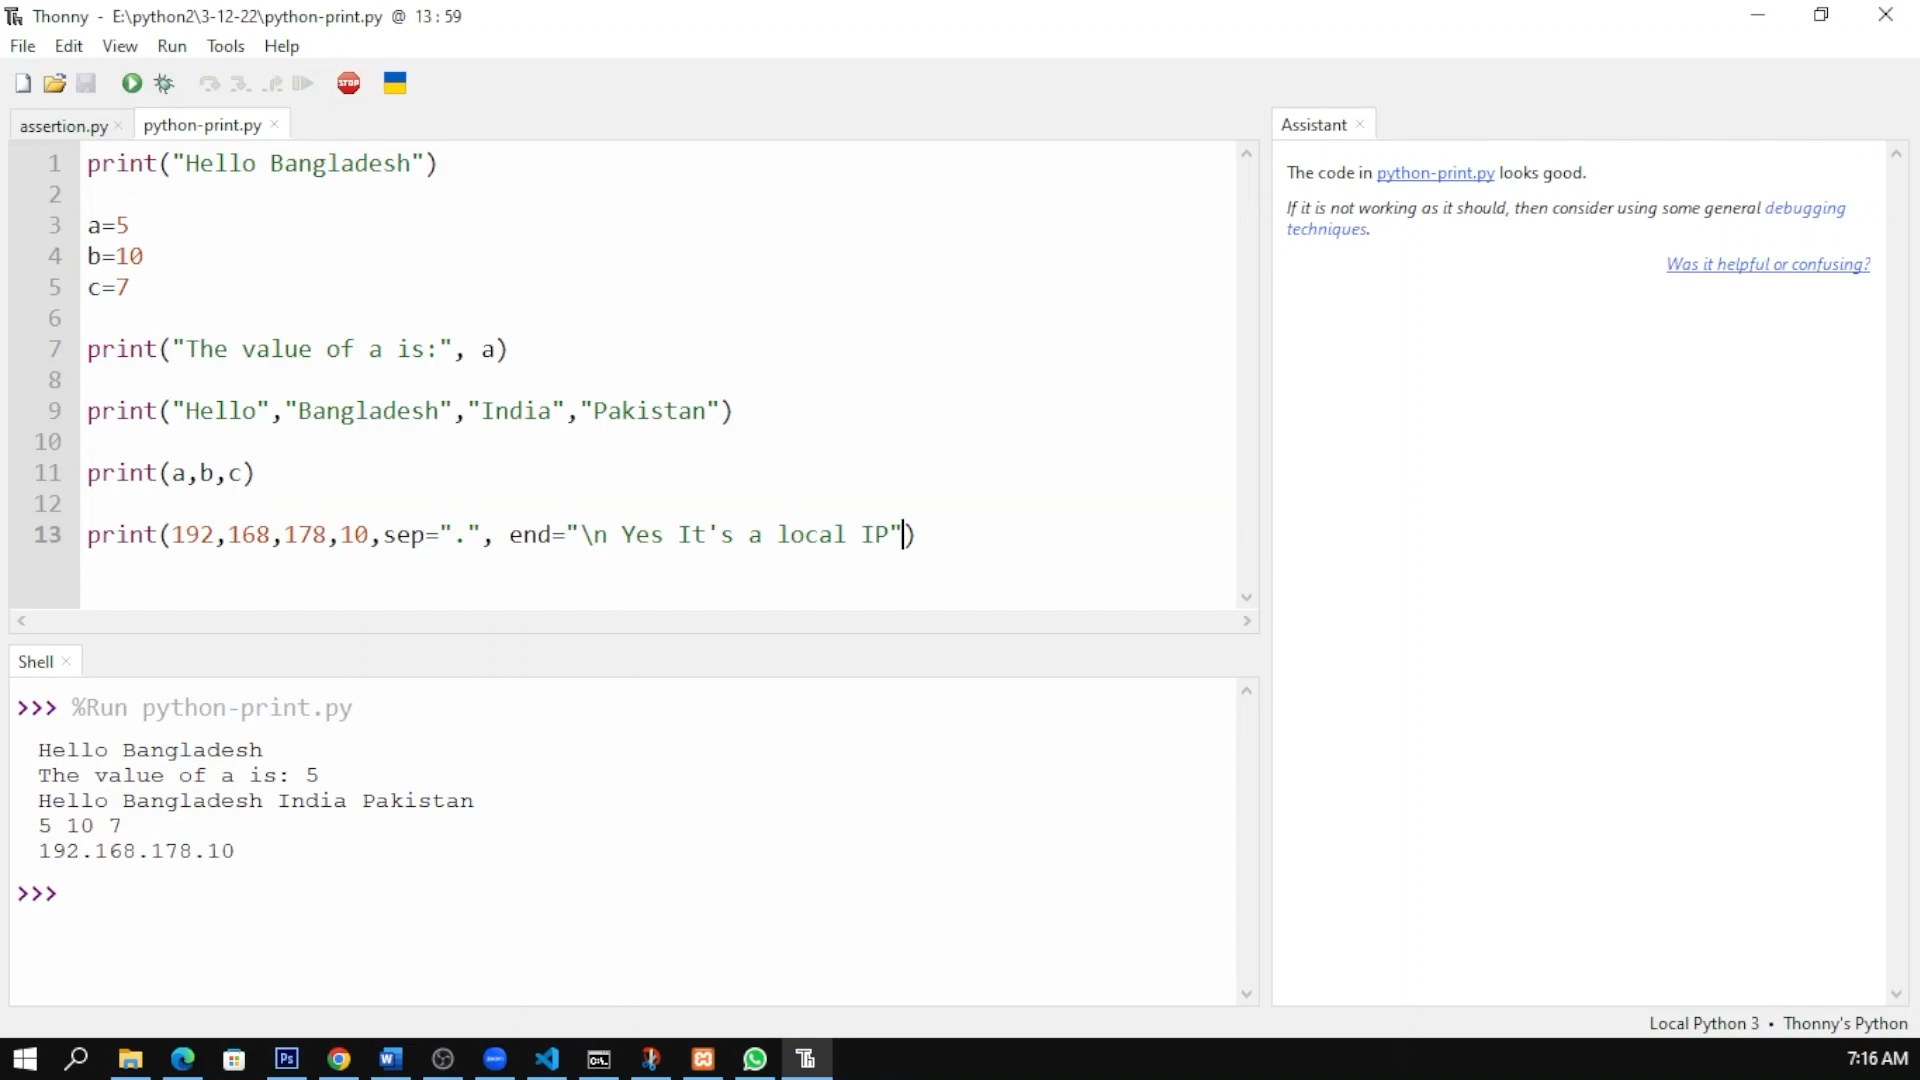 Thonny - E:\python2\3-12-22\python-print.py @ 13:59
File Edit View Run Tools Help
STOP
assertion.py × python-print.py ×
1 print("Hello Bangladesh")
2
3 a=5
4 b=10
5 c=7
6
7 print("The value of a is:", a)
8
9 print("Hello","Bangladesh","India","Pakistan")
10
11 print(a,b,c)
12
13 print(192,168,178,10,sep=".", end="\n Yes It's a local IP")
Assistant ×
The code in python-print.py looks good.
If it is not working as it should, then consider using some general debugging
techniques.
Was it helpful or confusing?
Shell ×
>>> %Run python-print.py
Hello Bangladesh
The value of a is: 5
Hello Bangladesh India Pakistan
5 10 7
192.168.178.10
>>>
Local Python 3 • Thonny's Python
7:16 AM